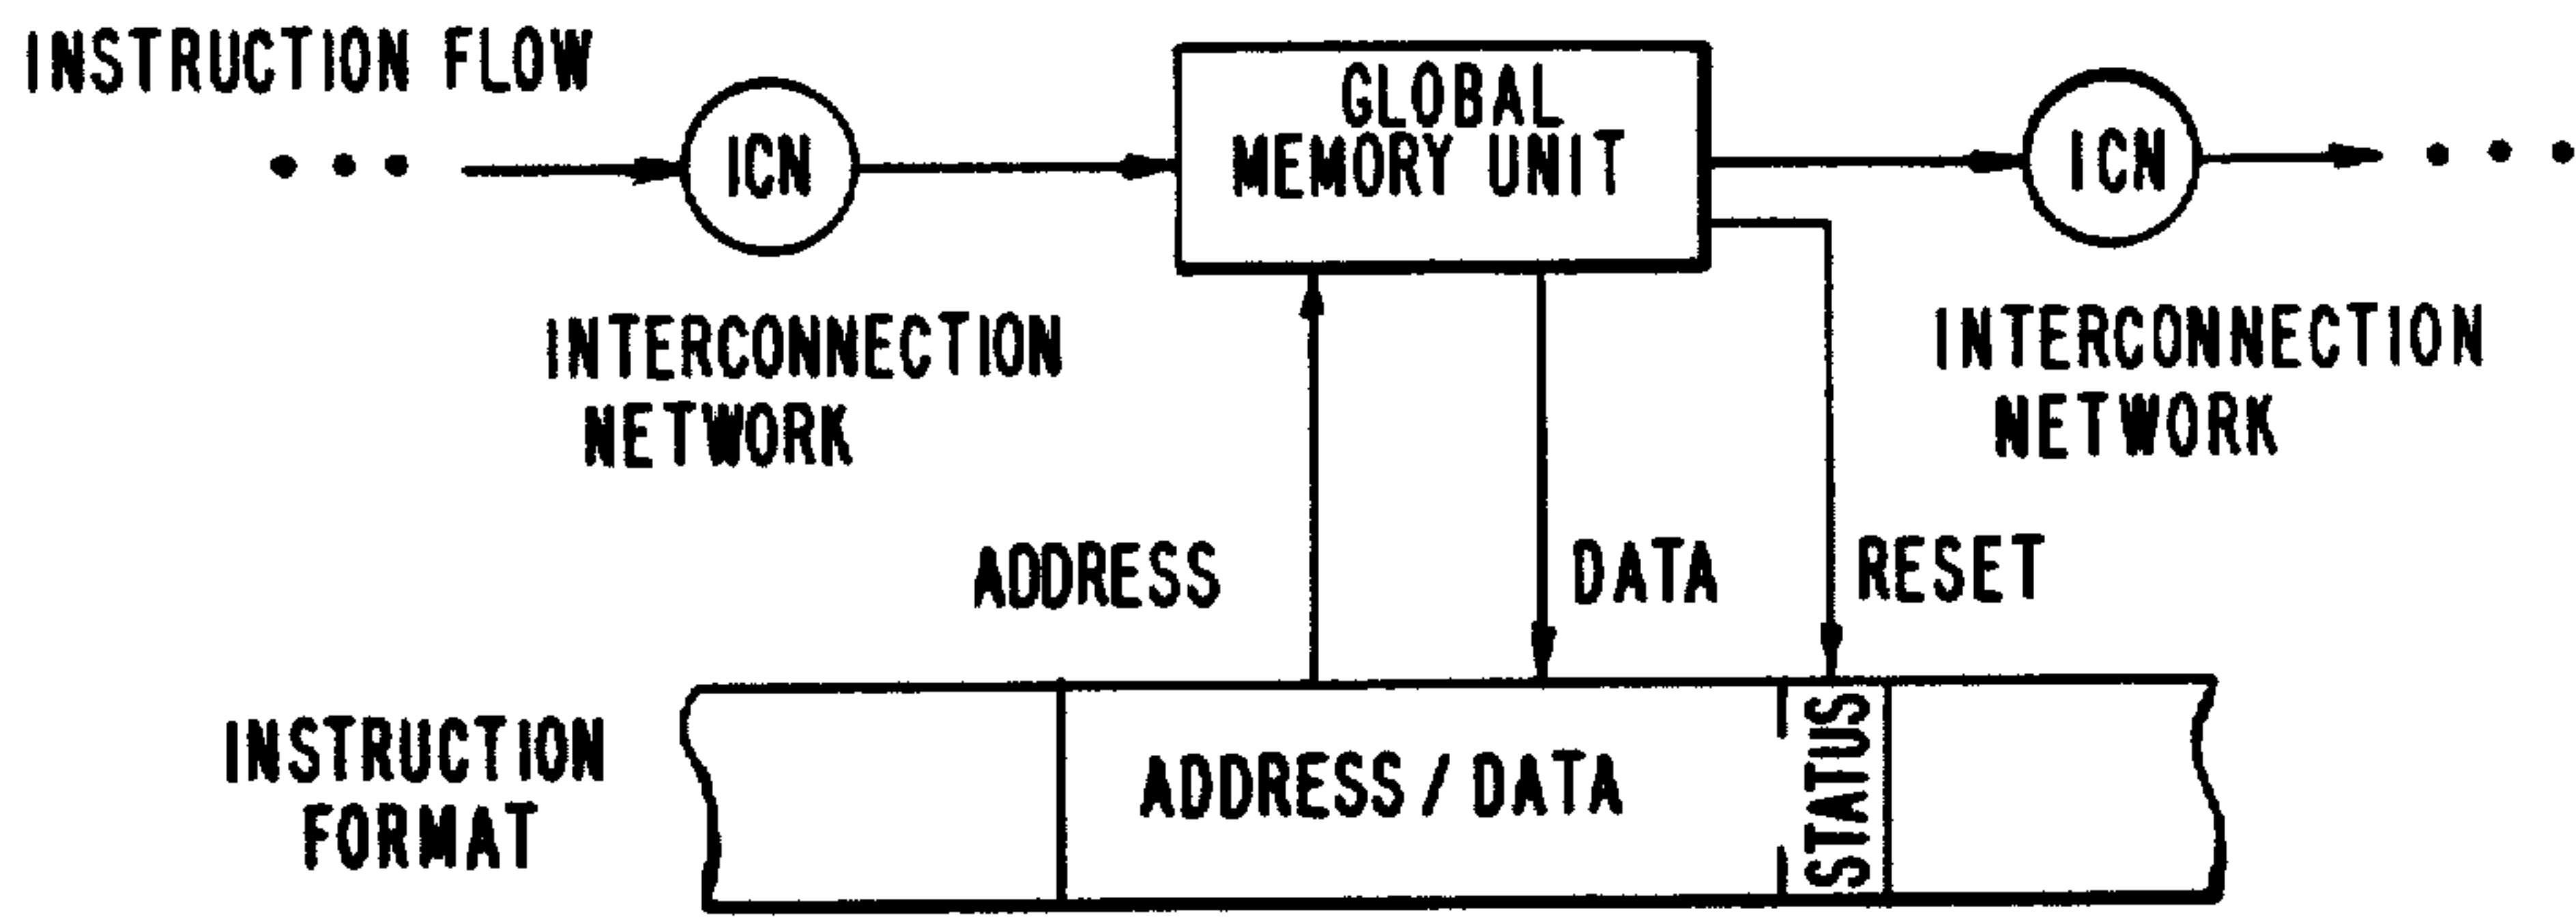 INSTRUCTION FLOW
GLOBAL
MEMORY UNIT
ICN
ICN
INTERCONNECTION
NETWORK
INTERCONNECTION
NETWORK
ADDRESS
DATA
RESET
INSTRUCTION
FORMAT
ADDRESS / DATA
STATUS